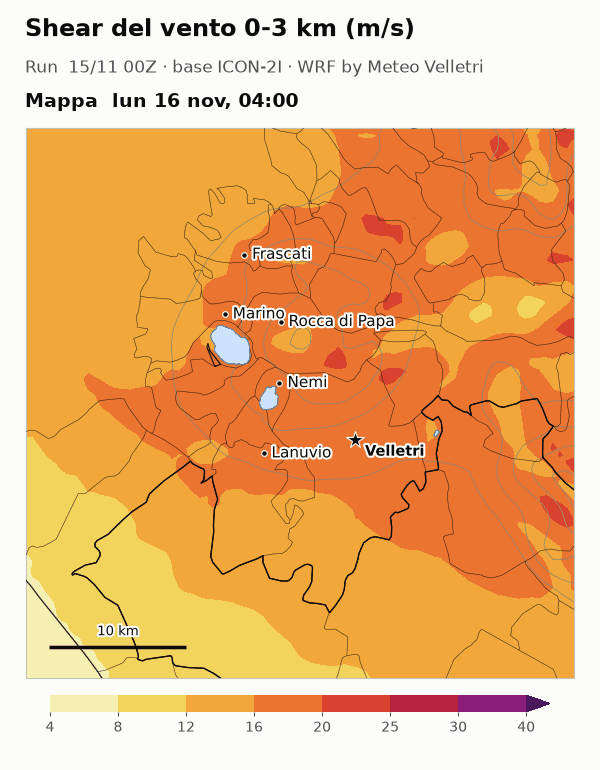 Shear del vento 0-3 km (m/s)
Run  15/11 00Z · base ICON-2I · WRF by Meteo Velletri
Mappa  lun 16 nov, 04:00
Frascati
Marino
Rocca di Papa
Nemi
Velletri
Lanuvio
10 km
4 8 12 16 20 25 30 40